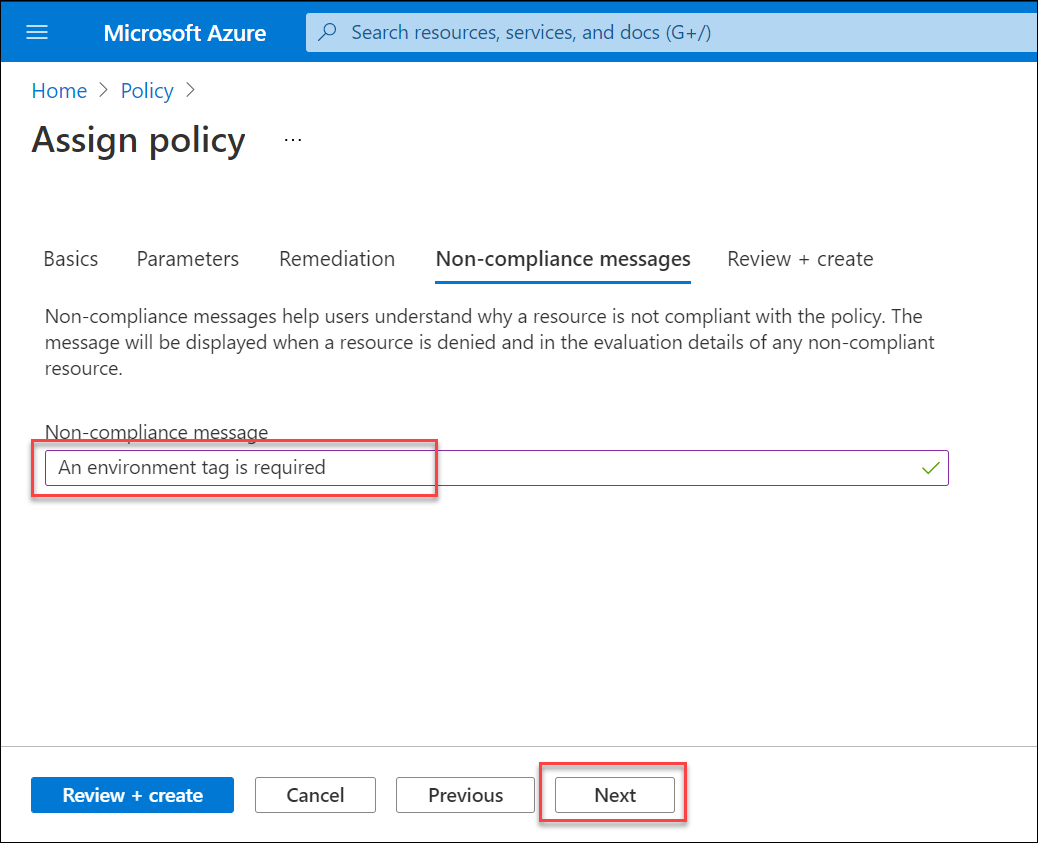 Microsoft Azure
Search resources, services, and docs (G+/)
Home > Policy >
Assign policy ...
Basics Parameters Remediation Non-compliance messages Review + create
Non-compliance messages help users understand why a resource is not compliant with the policy. The
message will be displayed when a resource is denied and in the evaluation details of any non-compliant
resource.
Non-compliance message
An environment tag is required
Review + create Cancel Previous Next